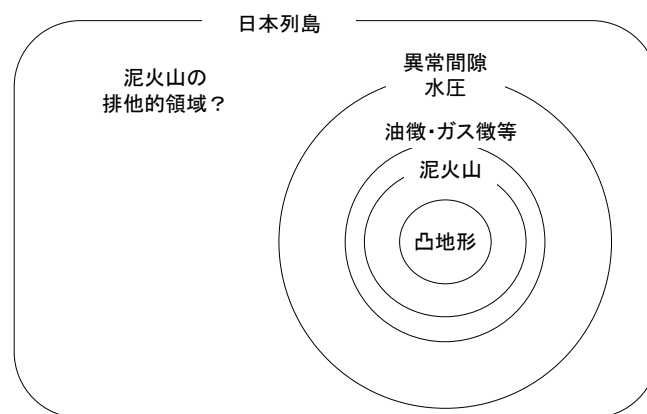 日本列島
泥火山の
排他的領域？
異常間隙
水圧
油徴・ガス徴等
泥火山
凸地形